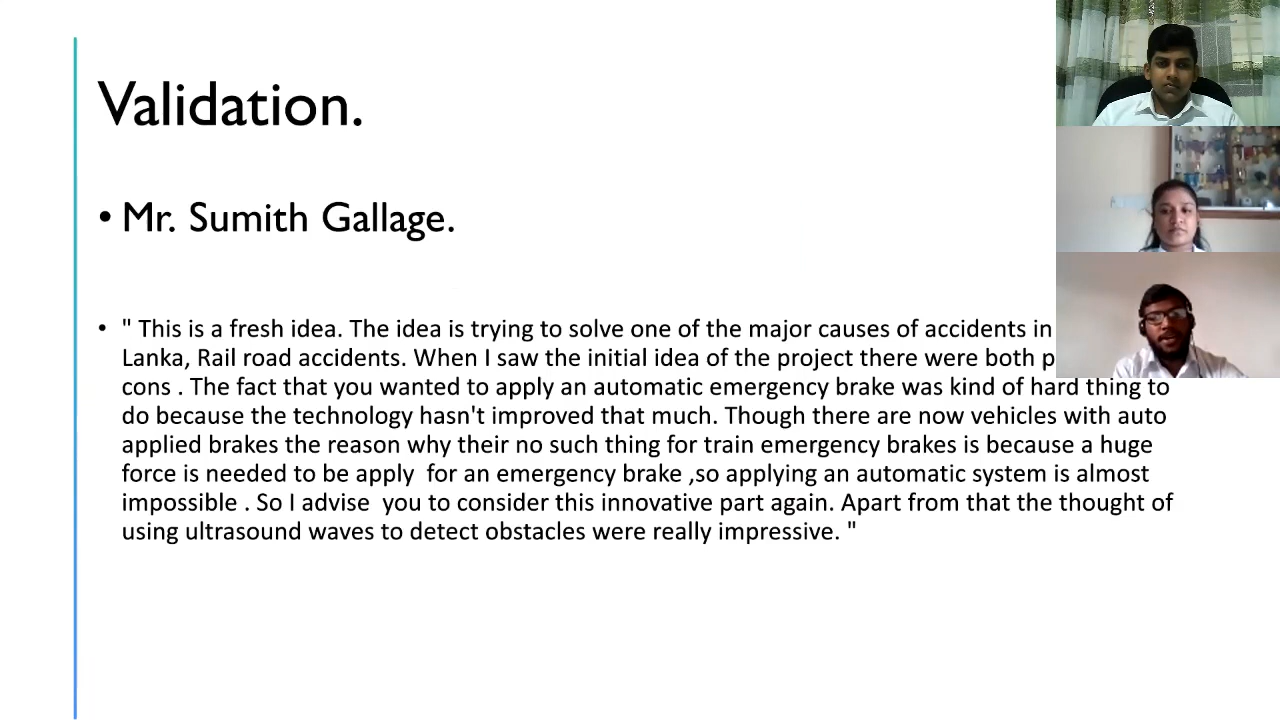 Validation.
• Mr. Sumith Gallage.
• " This is a fresh idea. The idea is trying to solve one of the major causes of accidents in
Lanka, Rail road accidents. When I saw the initial idea of the project there were both
cons . The fact that you wanted to apply an automatic emergency brake was kind of hard thing to
do because the technology hasn't improved that much. Though there are now vehicles with auto
applied brakes the reason why their no such thing for train emergency brakes is because a huge
force is needed to be apply  for an emergency brake ,so applying an automatic system is almost
impossible . So I advise  you to consider this innovative part again. Apart from that the thought of
using ultrasound waves to detect obstacles were really impressive. "